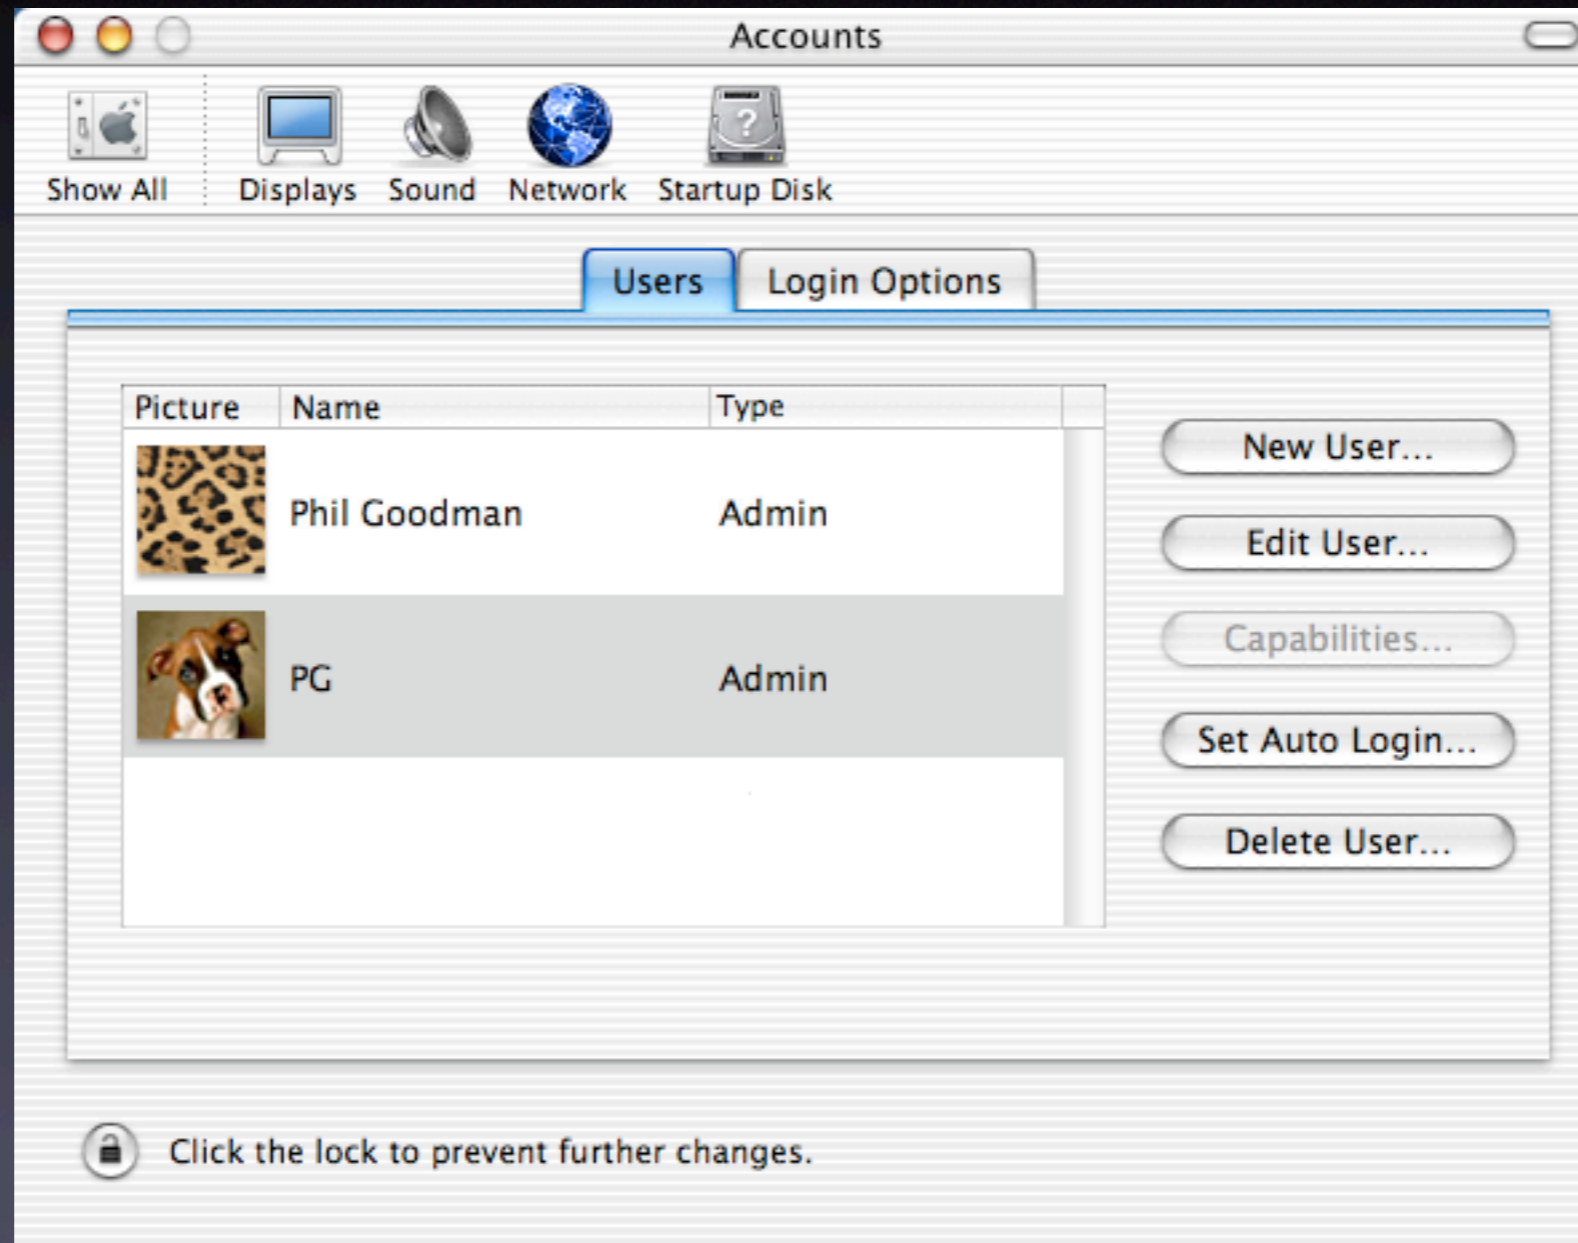 Accounts
Show All Displays Sound Network Startup Disk
Users Login Options
Picture Name Type
Phil Goodman Admin
PG Admin
New User...
Edit User...
Capabilities...
Set Auto Login...
Delete User...
Click the lock to prevent further changes.